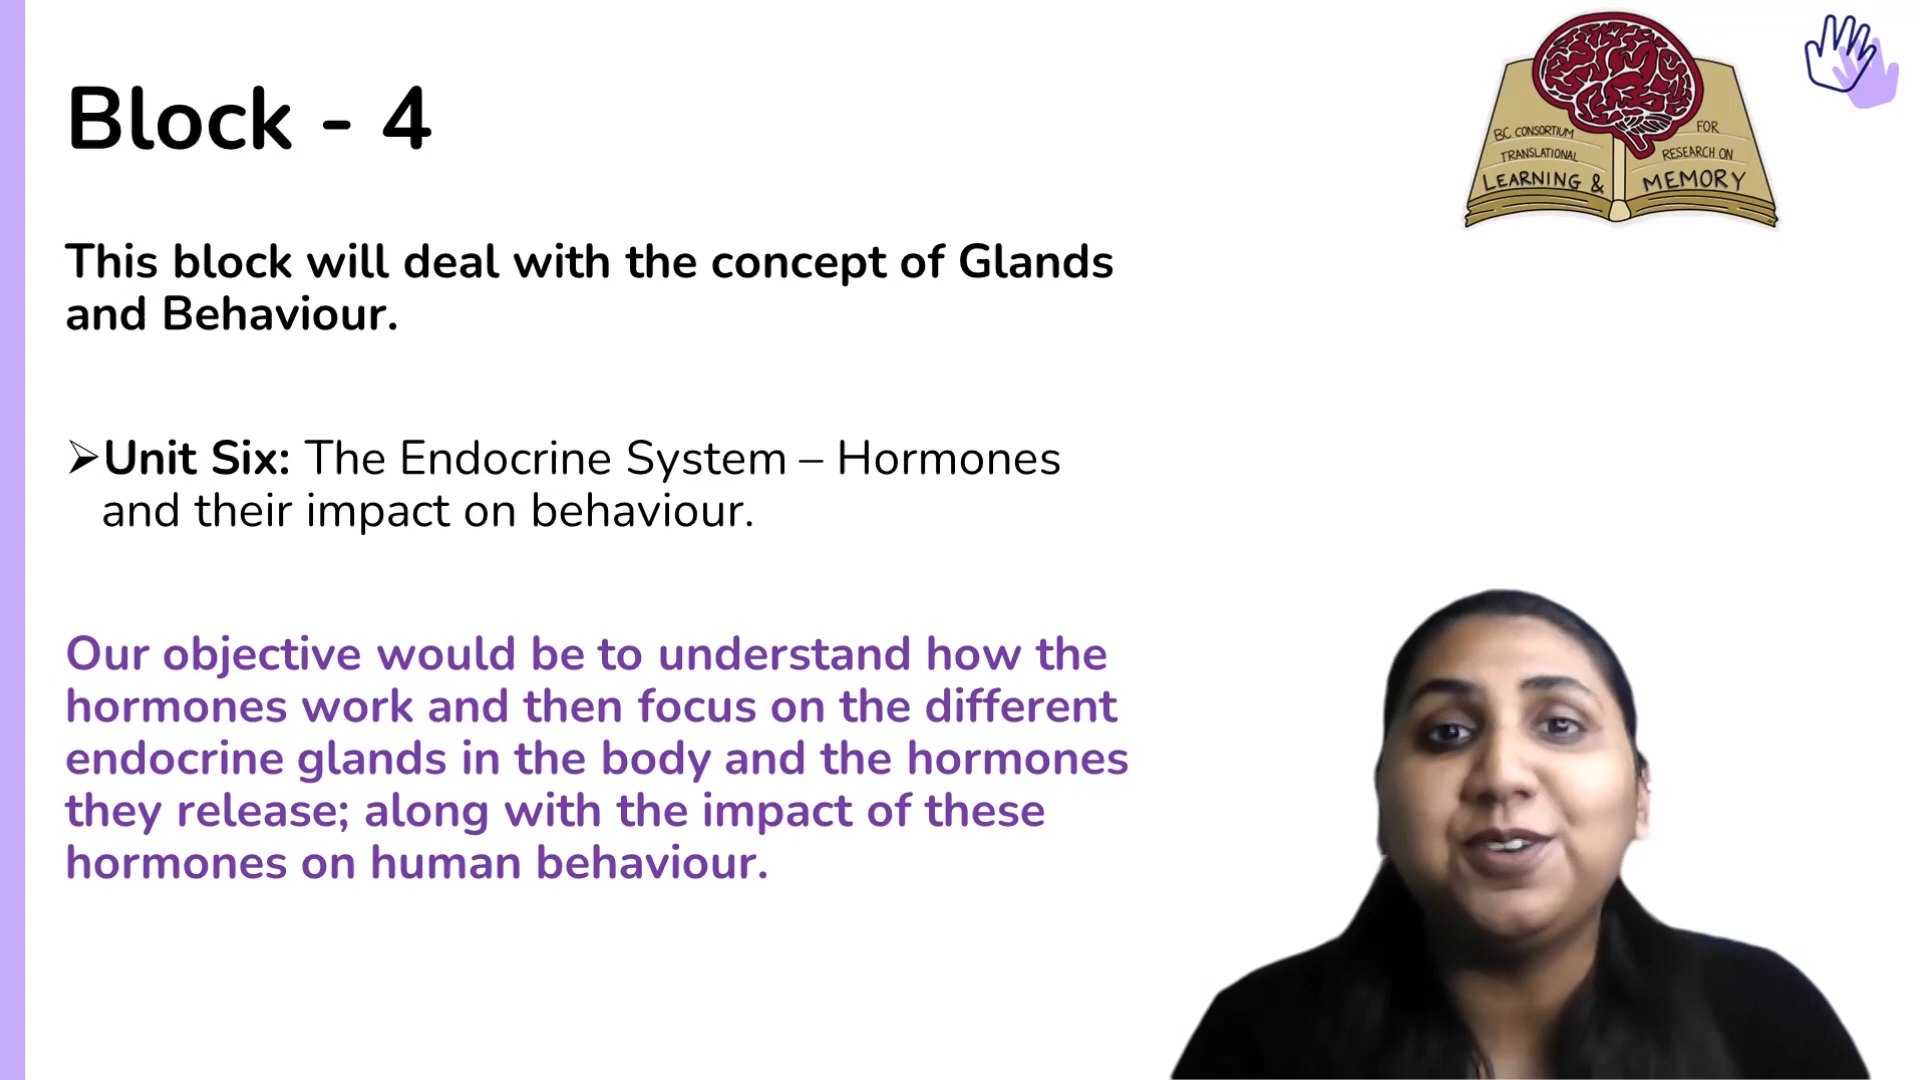 Block - 4
This block will deal with the concept of Glands
and Behaviour.
➢Unit Six: The Endocrine System – Hormones
and their impact on behaviour.
Our objective would be to understand how the
hormones work and then focus on the different
endocrine glands in the body and the hormones
they release; along with the impact of these
hormones on human behaviour.
BC CONSORTIUM
TRANSLATIONAL
LEARNING &
FOR
RESEARCH ON
MEMORY